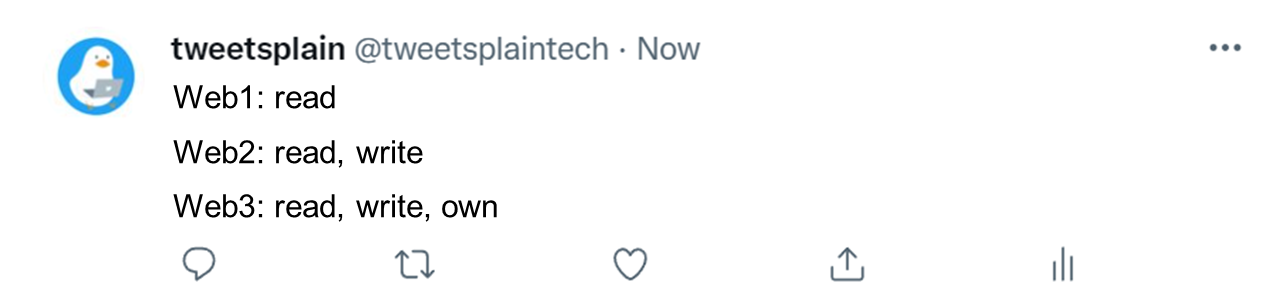 tweetsplain @tweetsplaintech · Now
Web1: read
Web2: read, write
Web3: read, write, own